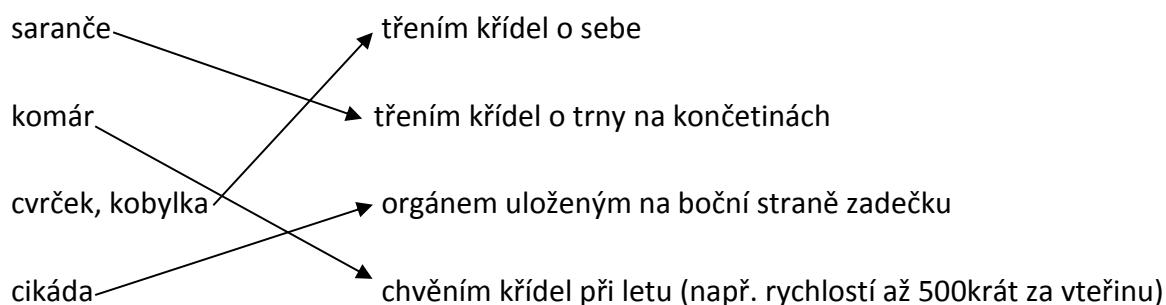 saranče třením křídel o sebe
komár třením křídel o trny na končetinách
cvrček, kobylka orgánem uloženým na boční straně zadečku
cikáda chvěním křídel při letu (např. rychlostí až 500krát za vteřinu)